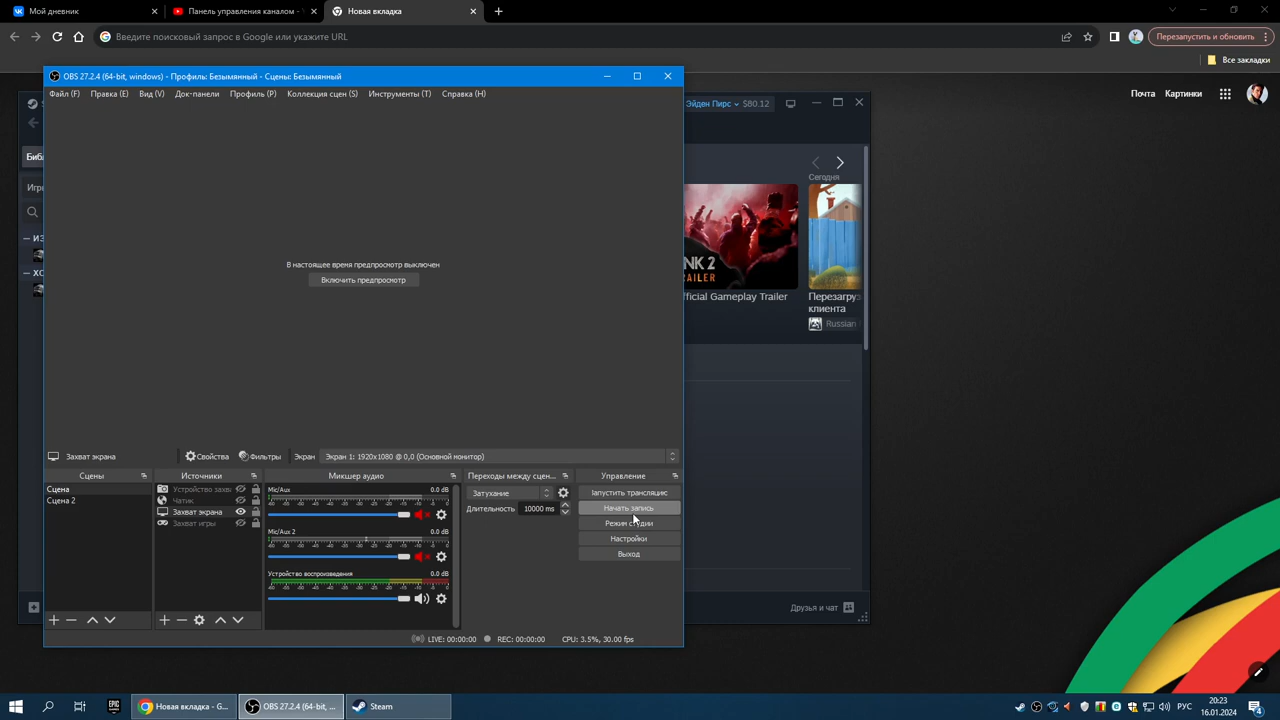 Мой дневник
Панель управления каналом -
Новая вкладка
Введите поисковый запрос в Google или укажите URL
Перезапустить и обновить
Все закладки
OBS 27.2.4 (64-bit, windows) - Профиль: Безымянный - Сцены: Безымянный
Файл (F)
Правка (E)
Вид (V)
Док-панели
Профиль (P)
Коллекция сцен (S)
Инструменты (T)
Справка (H)
Эйден Пирс
$80.12
Почта
Картинки
Сегодня
NK 2
AILER
fficial Gameplay Trailer
Перезагру
клиента
Russian
В настоящее время предпросмотр выключен
Включить предпросмотр
Захват экрана
Свойства
Фильтры
Экран
Экран 1: 1920x1080 @ 0,0 (Основной монитор)
Сцены
Источники
Микшер аудио
Переходы между сцен...
Управление
Сцена
Сцена 2
Устройство захв
Чатик
Захват экрана
Захват игры
Mic/Aux
0.0 dB
Mic/Aux 2
0.0 dB
Устройство воспроизведения
0.0 dB
Затухание
Длительность
10000 ms
Запустить трансляцию
Начать запись
Режим студии
Настройки
Выход
LIVE: 00:00:00
REC: 00:00:00
CPU: 3.5%, 30.00 fps
Друзья и чат
Новая вкладка - G...
OBS 27.2.4 (64-bit, ...
Steam
EPIC
РУС
20:23
16.01.2024
4